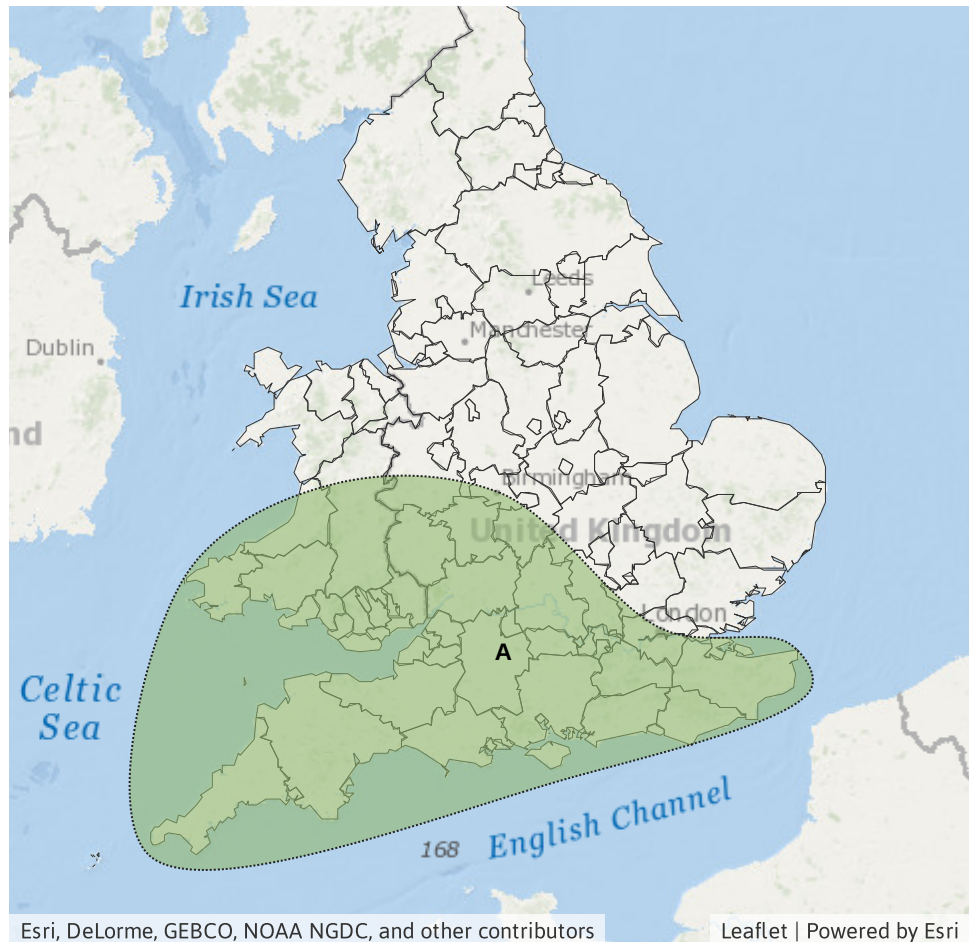 Leeds
Irish Sea
Manchester
Dublin
nd
Birmingham
United Kingdom
London
A
Celtic
Sea
English Channel
168
Esri, DeLorme, GEBCO, NOAA NGDC, and other contributors
Leaflet | Powered by Esri